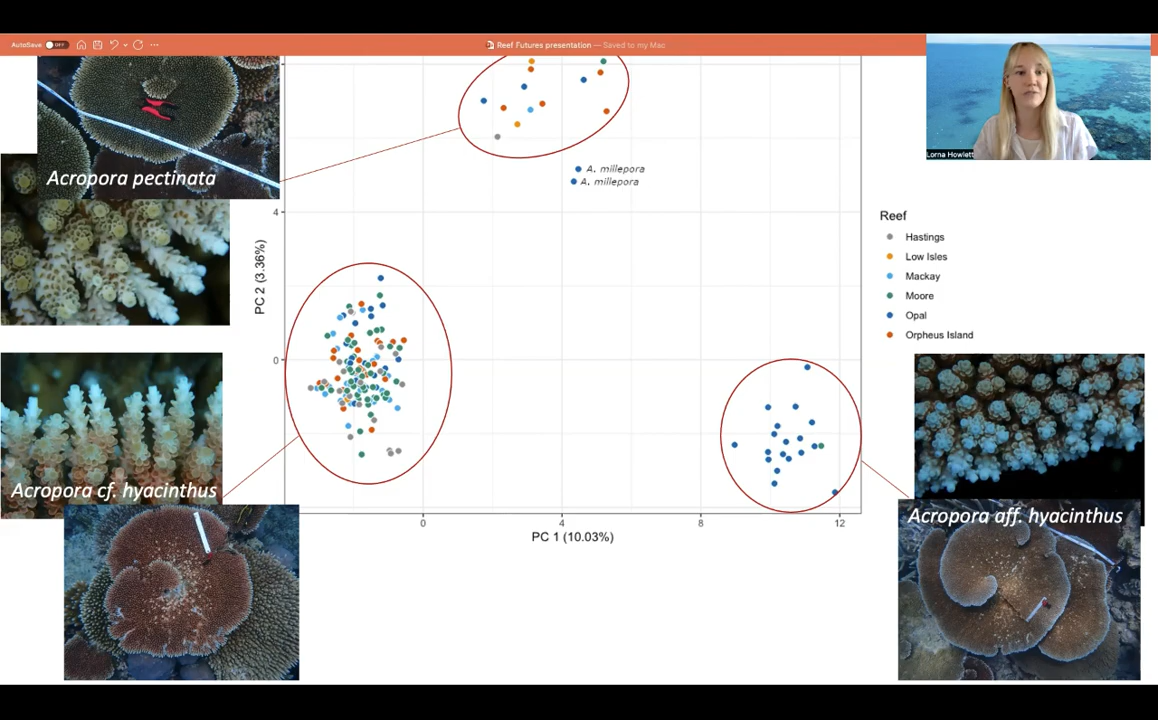 AutoSave OFF
Reef Futures presentation — Saved to my Mac
Lorna Howlett
Acropora pectinata
A. millepora
A. millepora
Reef
Hastings
Low Isles
Mackay
Moore
Opal
Orpheus Island
PC 2 (3.36%)
4
0
Acropora cf. hyacinthus
Acropora aff. hyacinthus
0
4
8
12
PC 1 (10.03%)